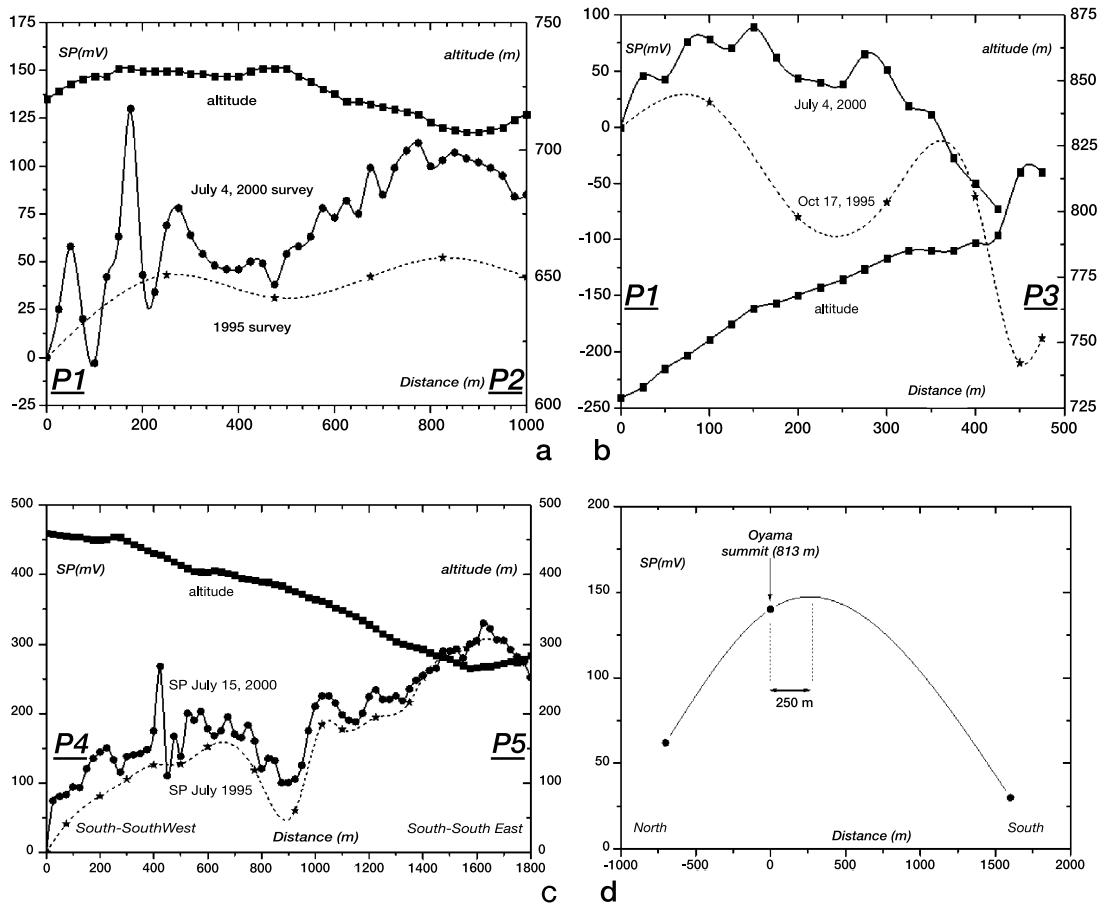 175
150
125
100
75
50
25
0
-25
SP(mV)
altitude (m)
altitude
July 4, 2000 survey
1995 survey
P1
Distance (m)
P2
750
700
650
600
0
200
400
600
800
1000
a
100
50
0
-50
-100
-150
-200
-250
SP(mV)
altitude (m)
July 4, 2000
Oct 17, 1995
P1
P3
altitude
Distance (m)
875
850
825
800
775
750
725
0
100
200
300
400
500
b
500
400
300
200
100
0
SP(mV)
altitude (m)
altitude
SP July 15, 2000
P4
P5
SP July 1995
South-SouthWest
Distance (m)
South-South East
500
400
300
200
100
0
0
200
400
600
800
1000
1200
1400
1600
1800
c
200
150
100
50
0
SP(mV)
Oyama
summit (813 m)
250 m
North
Distance (m)
South
-1000
-500
0
500
1000
1500
2000
d